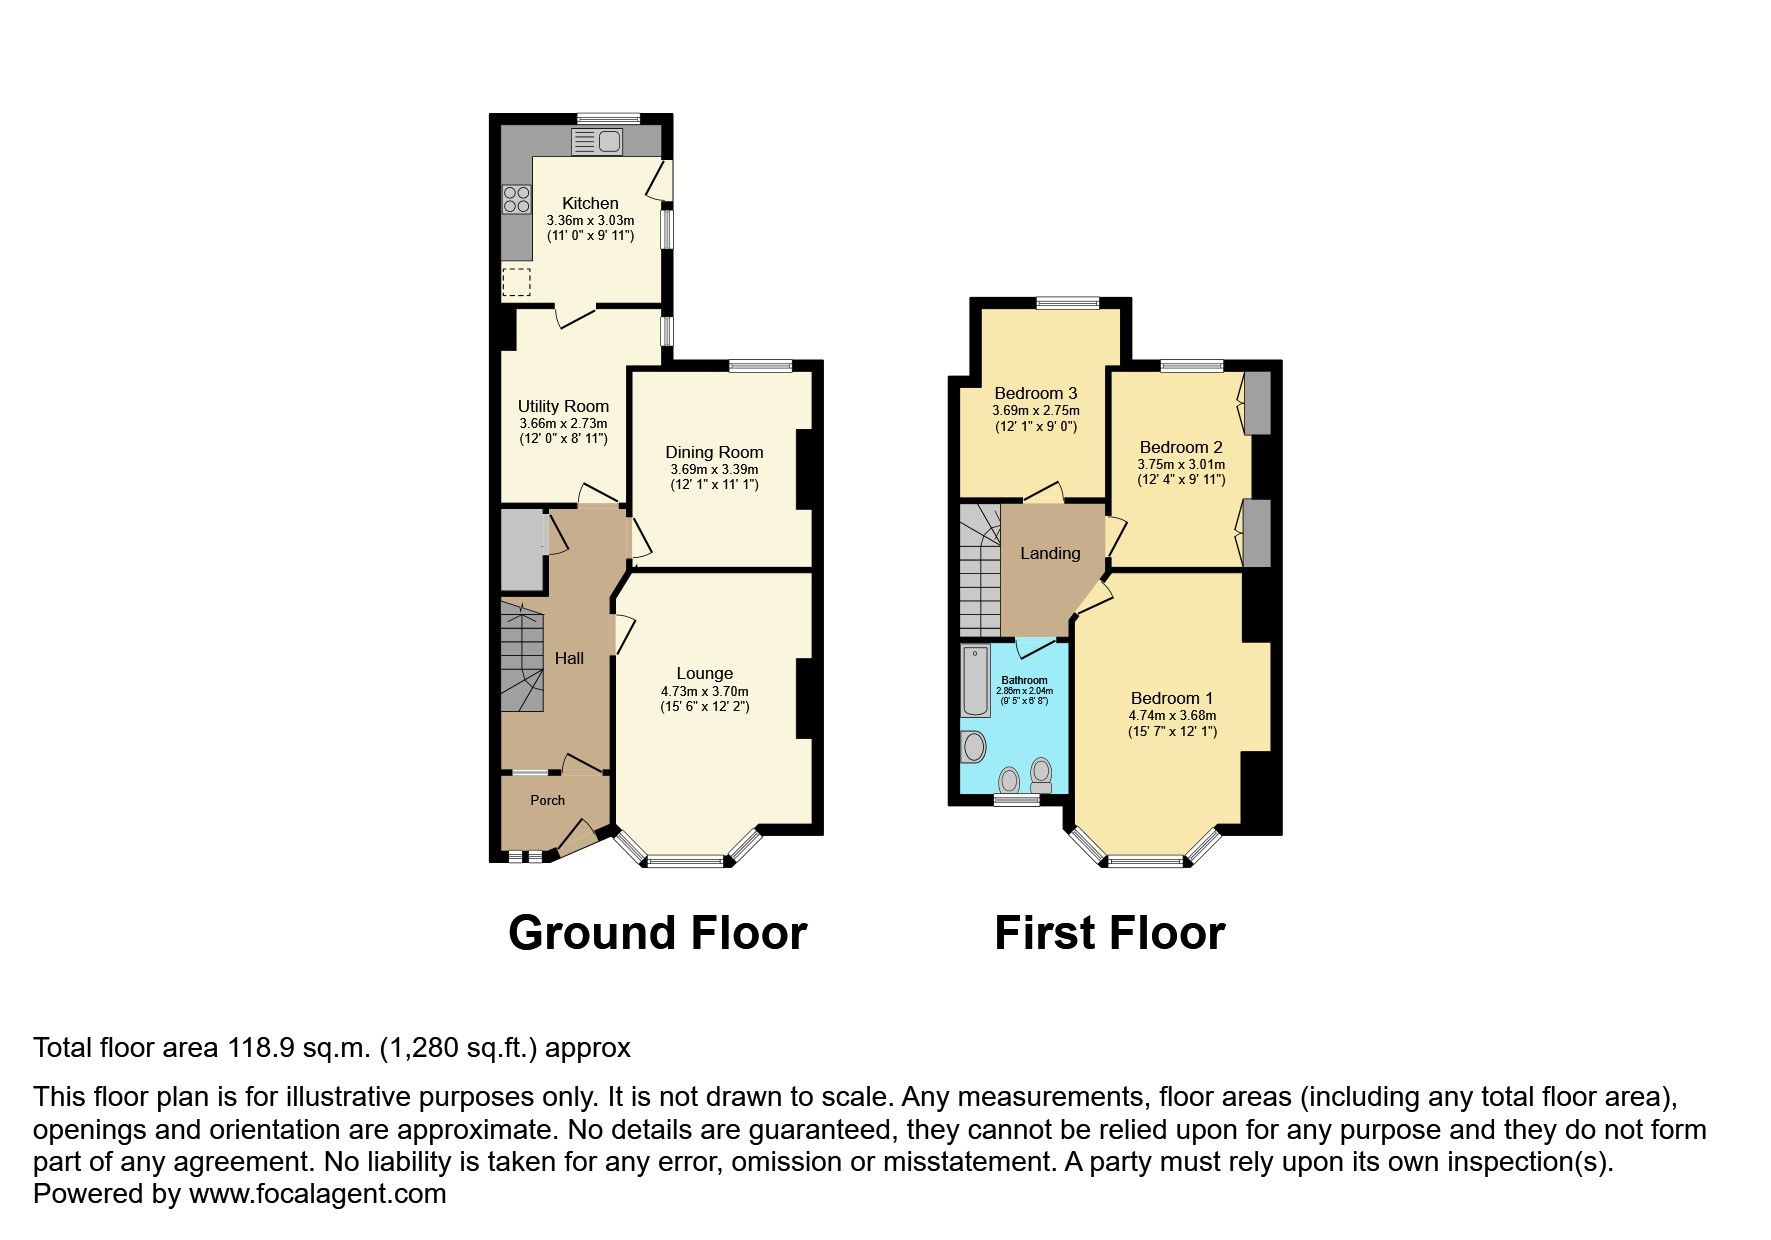 Kitchen
3.36m x 3.03m
(11' 0" x 9' 11")
Utility Room
3.66m x 2.73m
(12' 0" x 8' 11")
Dining Room
3.69m x 3.39m
(12' 1" x 11' 1")
Hall
Lounge
4.73m x 3.70m
(15' 6" x 12' 2")
Porch
Ground Floor
Bedroom 3
3.69m x 2.75m
(12' 1" x 9' 0")
Bedroom 2
3.75m x 3.01m
(12' 4" x 9' 11")
Landing
Bathroom
2.86m x 2.04m
(9' 5" x 6' 8")
Bedroom 1
4.74m x 3.68m
(15' 7" x 12' 1")
First Floor
Total floor area 118.9 sq.m. (1,280 sq.ft.) approx
This floor plan is for illustrative purposes only. It is not drawn to scale. Any measurements, floor areas (including any total floor area),
openings and orientation are approximate. No details are guaranteed, they cannot be relied upon for any purpose and they do not form
part of any agreement. No liability is taken for any error, omission or misstatement. A party must rely upon its own inspection(s).
Powered by www.focalagent.com